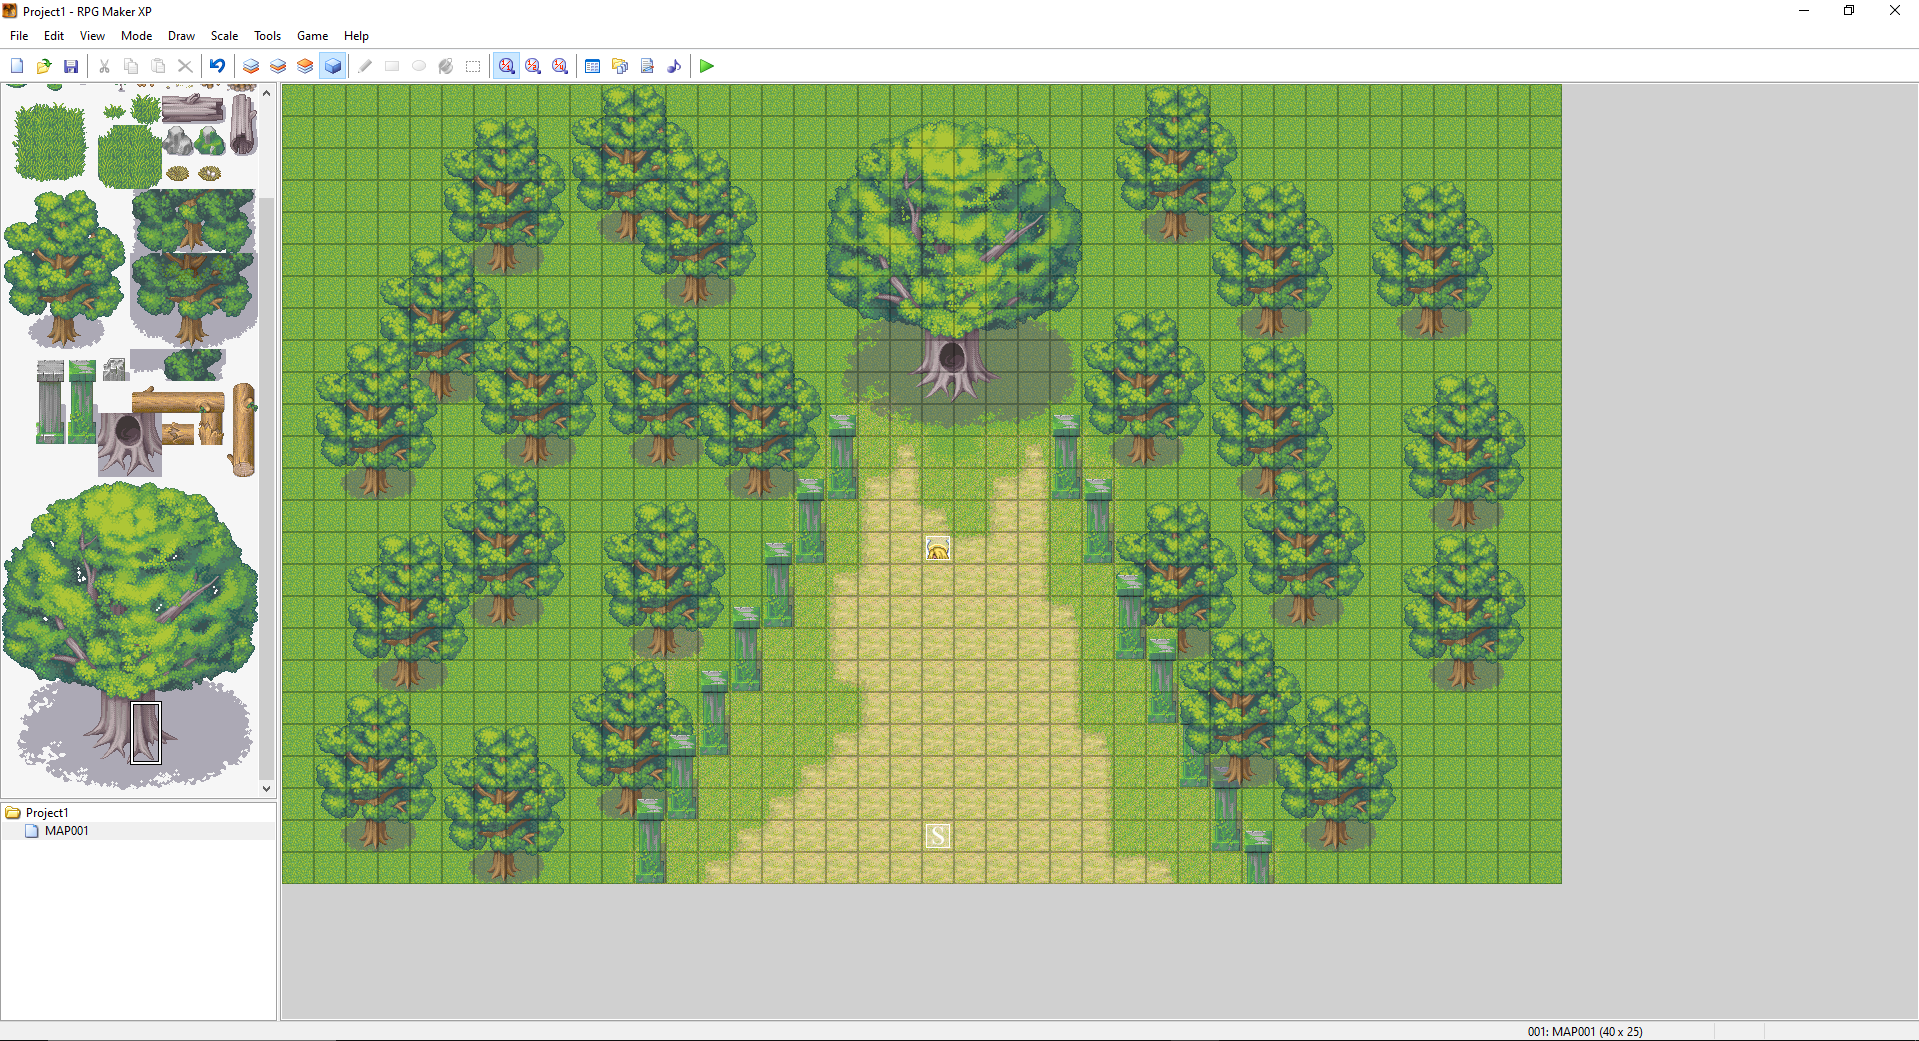 Project1 - RPG Maker XP
File Edit View Mode Draw Scale Tools Game Help
S
Project1
MAP001
001: MAP001 (40 x 25)